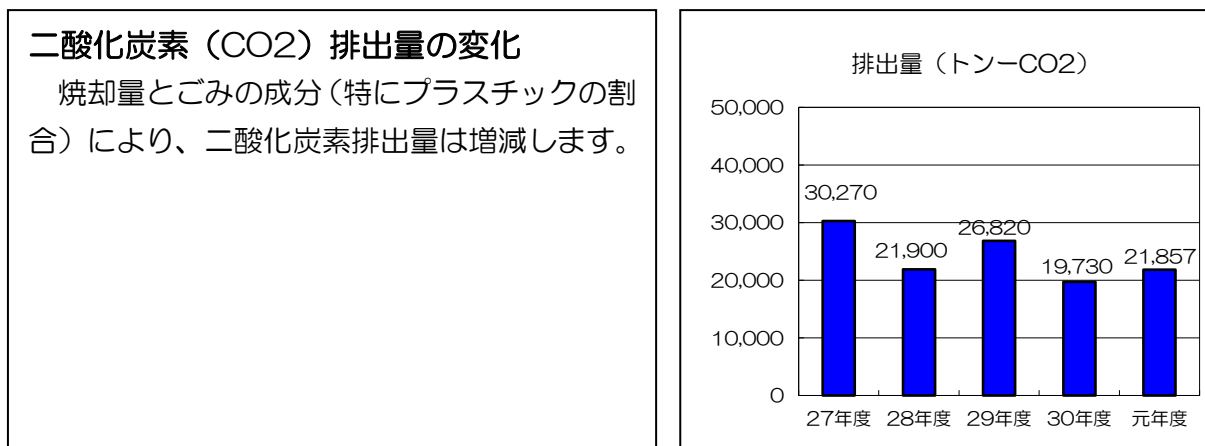 二酸化炭素（CO2）排出量の変化
焼却量とごみの成分（特にプラスチックの割
合）により、二酸化炭素排出量は増減します。
排出量（トンーCO2）
50,000
40,000
30,000
20,000
10,000
0
30,270
21,900
26,820
19,730
21,857
27年度 28年度 29年度 30年度 元年度